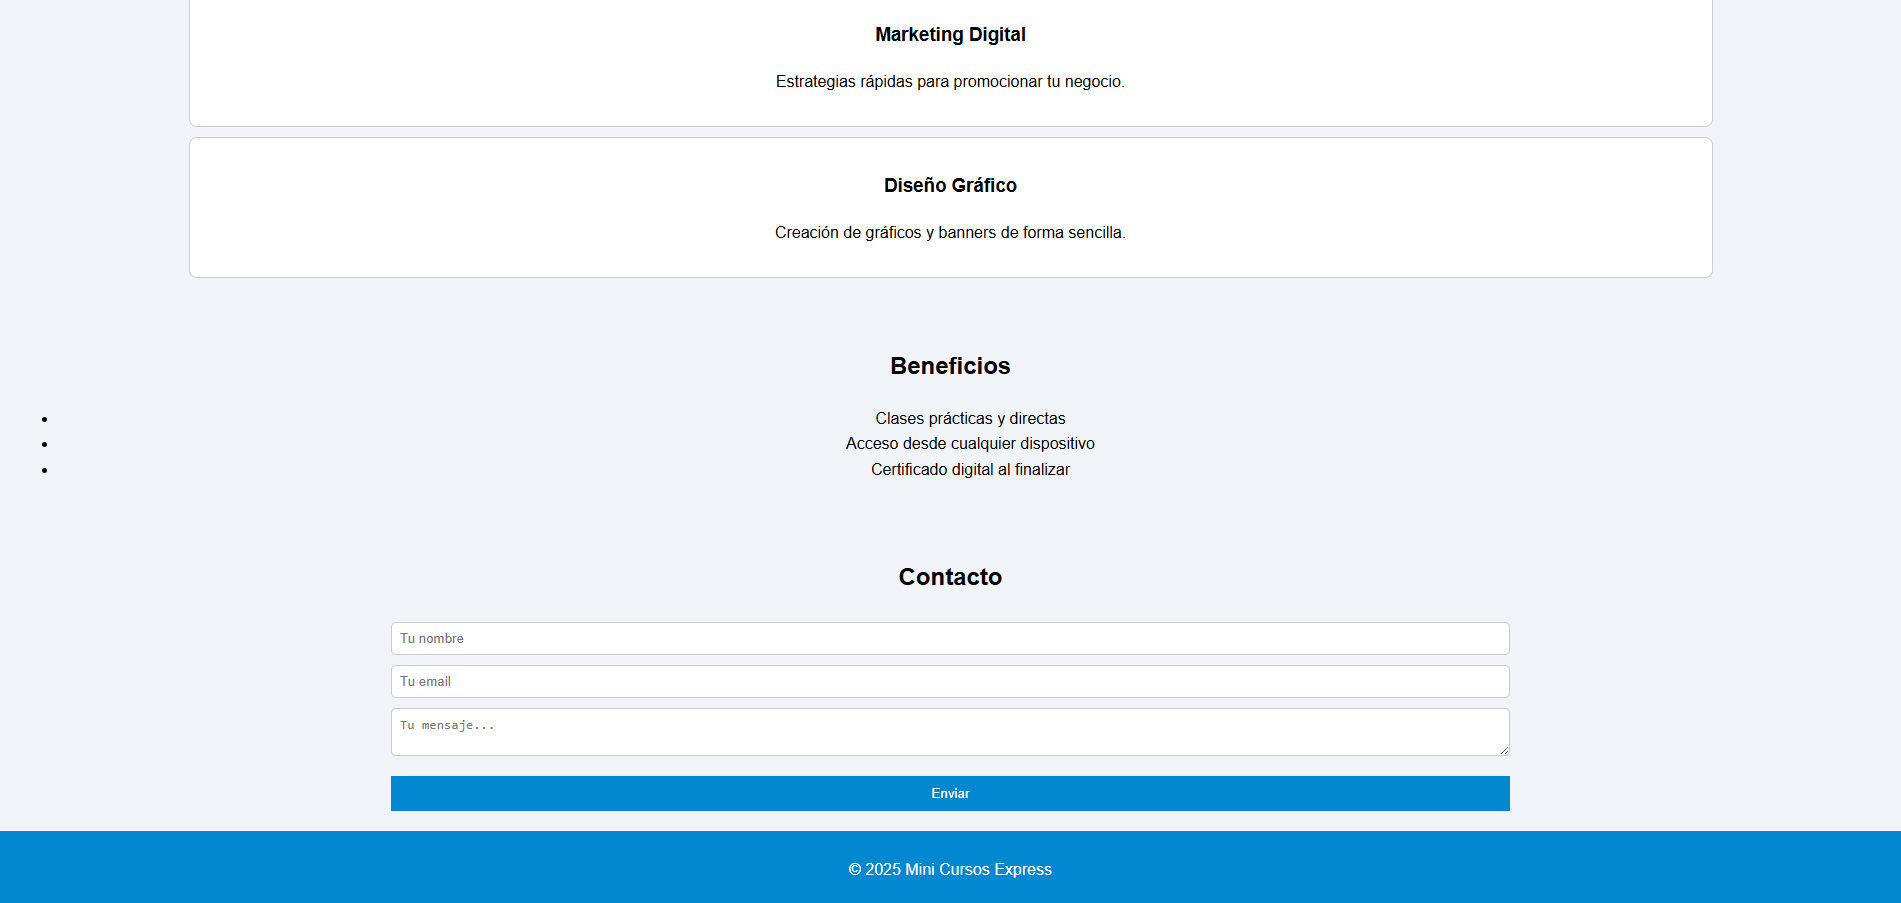 Marketing Digital
Estrategias rápidas para promocionar tu negocio.
Diseño Gráfico
Creación de gráficos y banners de forma sencilla.
Beneficios
• Clases prácticas y directas
• Acceso desde cualquier dispositivo
• Certificado digital al finalizar
Contacto
Tu nombre
Tu email
Tu mensaje...
Enviar
© 2025 Mini Cursos Express